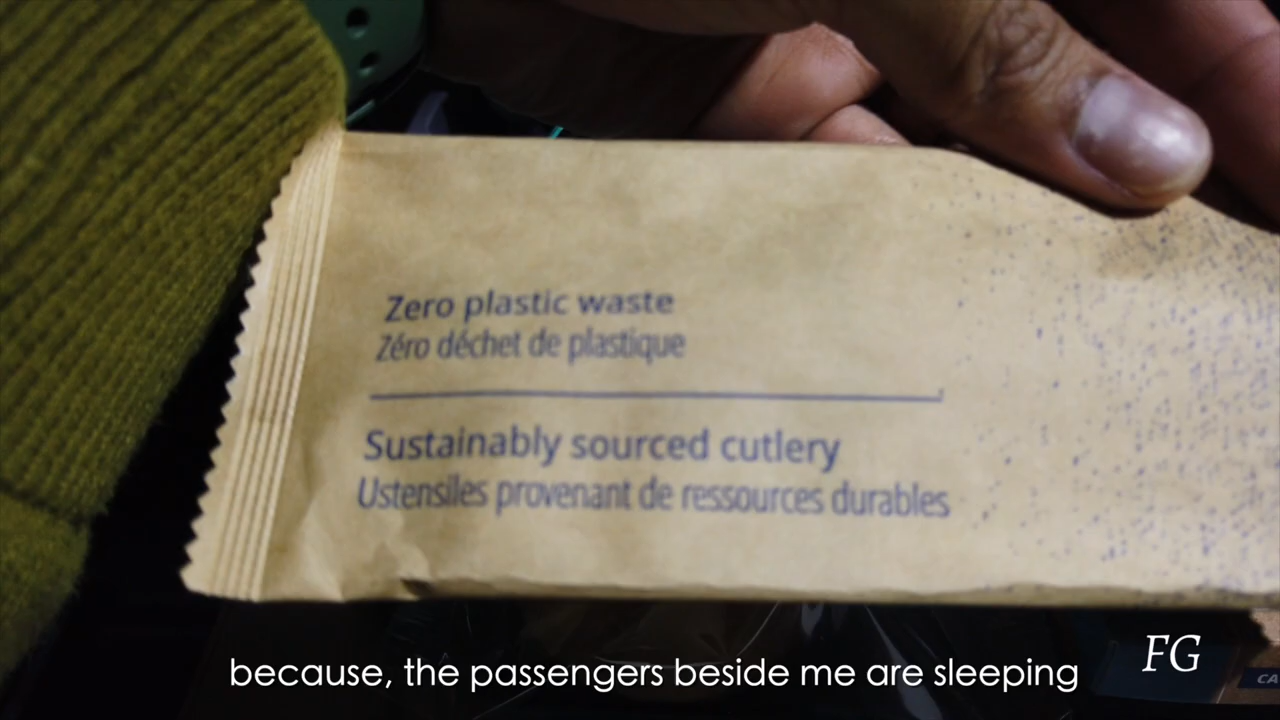 Zero plastic waste
Zéro déchet de plastique
Sustainably sourced cutlery
Ustensiles provenant de ressources durables
because, the passengers beside me are sleeping
FG
CA